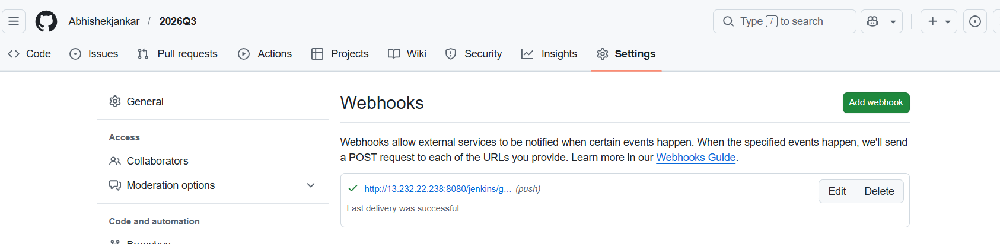 Abhishekjankar / 2026Q3
Type / to search
Code Issues Pull requests Actions Projects Wiki Security Insights Settings
General
Access
Collaborators
Moderation options
Code and automation
Branches
Webhooks
Add webhook
Webhooks allow external services to be notified when certain events happen. When the specified events happen, we'll send
a POST request to each of the URLs you provide. Learn more in our Webhooks Guide.
http://13.232.22.238:8080/jenkins/g... (push)
Edit Delete
Last delivery was successful.